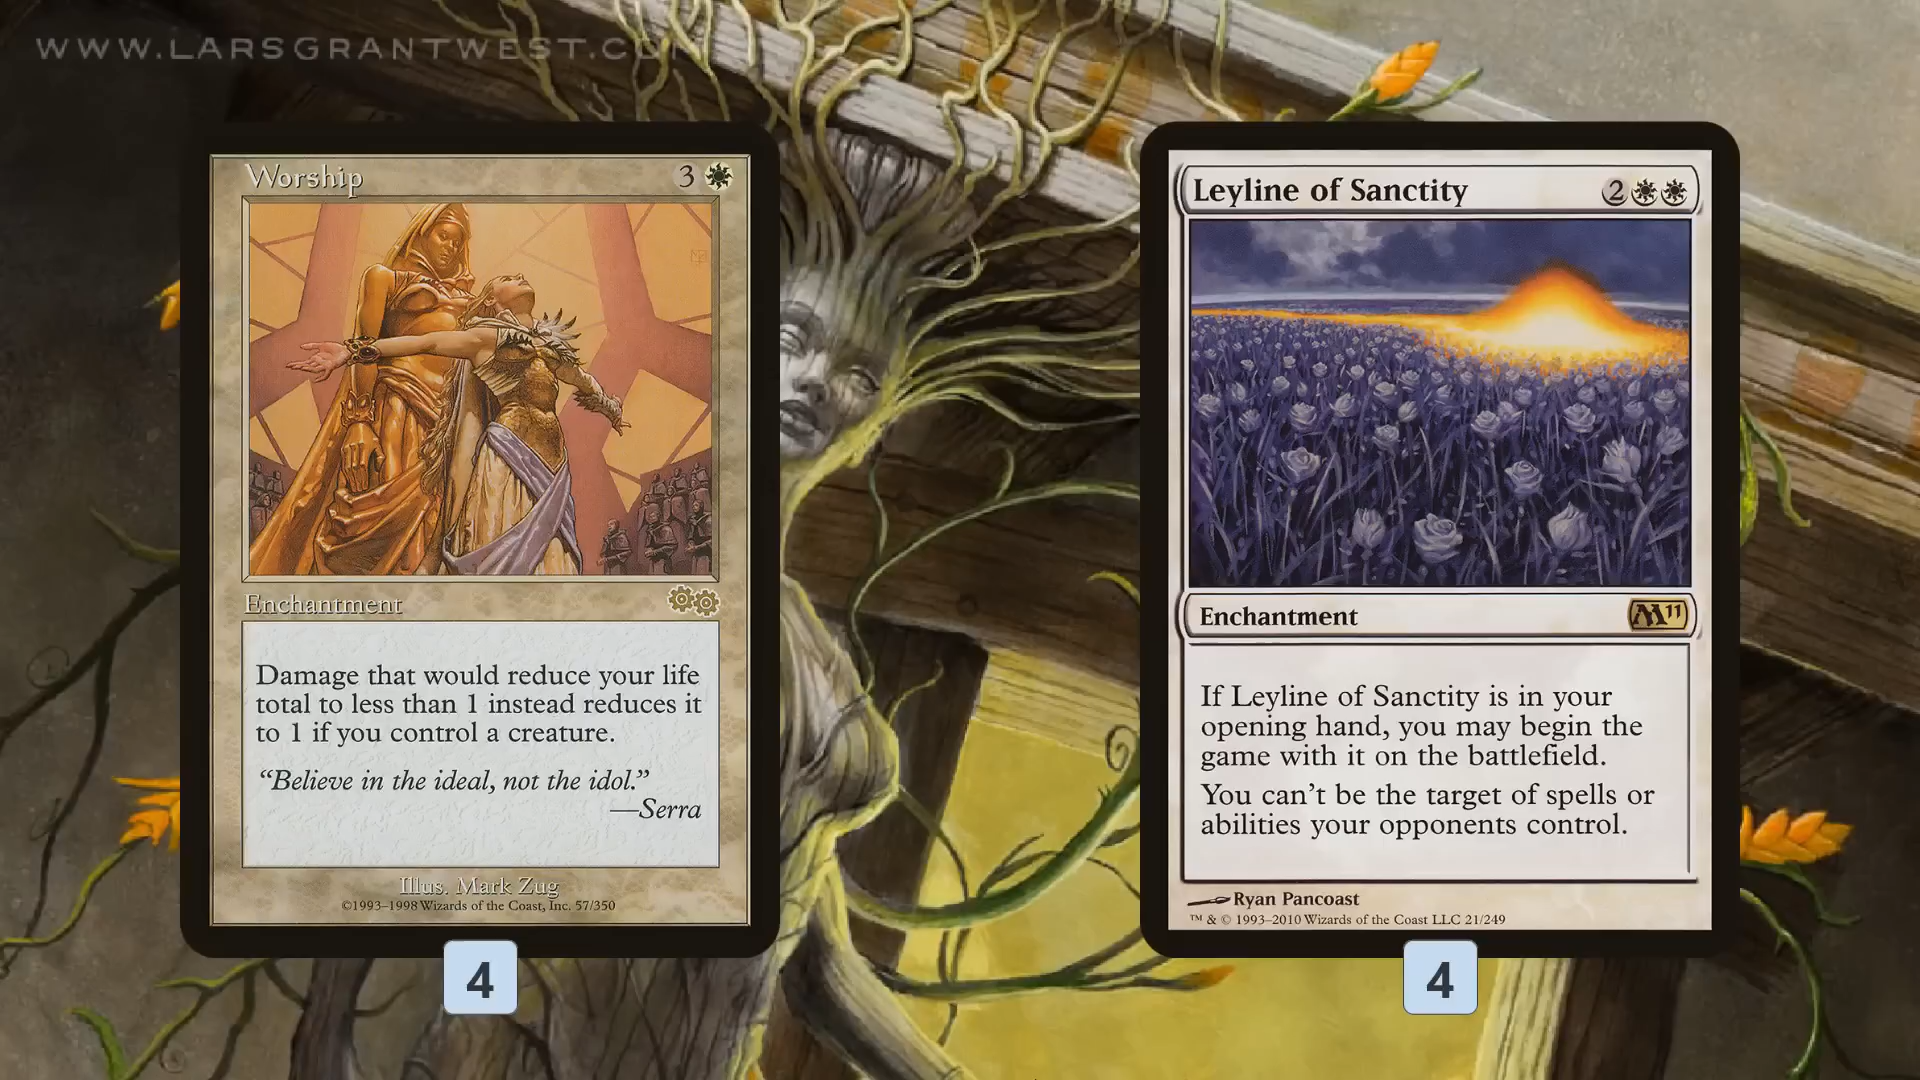 WWW.LARSGRANTWEST.CO
Worship 3
Enchantment
Damage that would reduce your life
total to less than 1 instead reduces it
to 1 if you control a creature.
“Believe in the ideal, not the idol.”
—Serra
Illus. Mark Zug
©1993–1998 Wizards of the Coast, Inc. 57/350
4
Leyline of Sanctity 2
Enchantment M11
If Leyline of Sanctity is in your
opening hand, you may begin the
game with it on the battlefield.
You can’t be the target of spells or
abilities your opponents control.
Ryan Pancoast
™ & © 1993–2010 Wizards of the Coast LLC 21/249
4